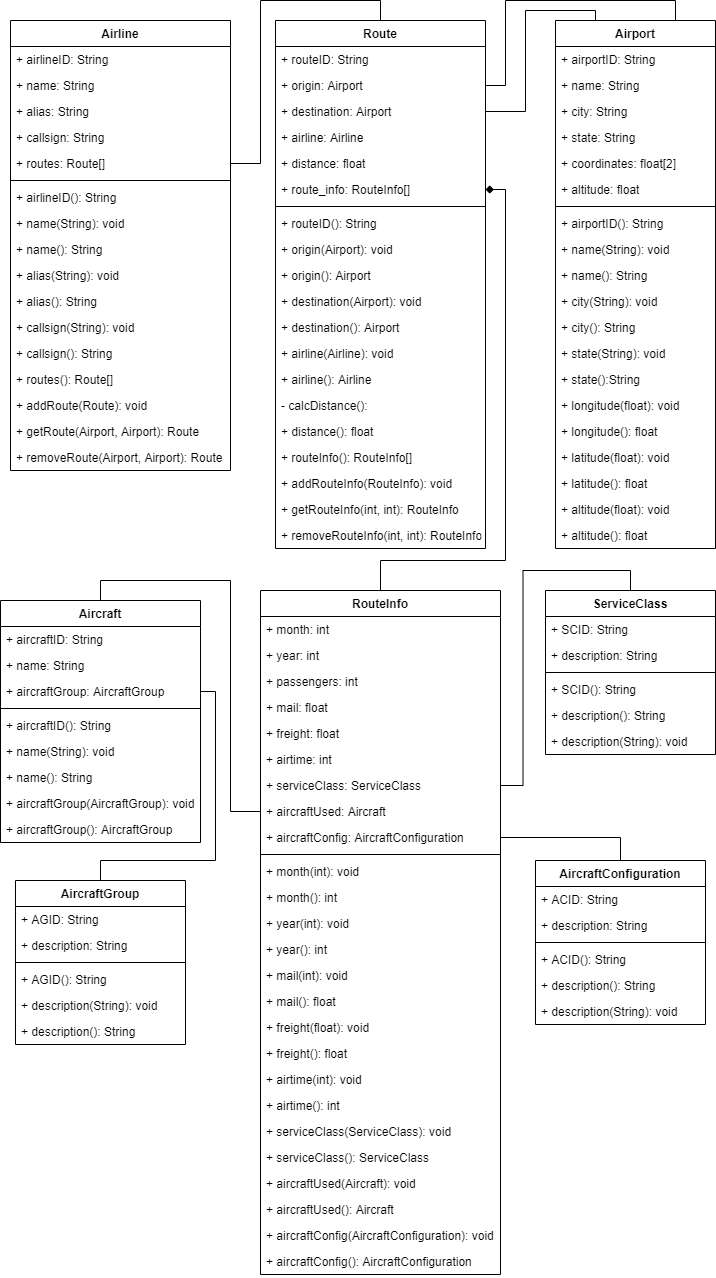 Airline
+ airlineID: String
+ name: String
+ alias: String
+ callsign: String
+ routes: Route[]
+ airlineID(): String
+ name(String): void
+ name(): String
+ alias(String): void
+ alias(): String
+ callsign(String): void
+ callsign(): String
+ routes(): Route[]
+ addRoute(Route): void
+ getRoute(Airport, Airport): Route
+ removeRoute(Airport, Airport): Route
Route
+ routeID: String
+ origin: Airport
+ destination: Airport
+ airline: Airline
+ distance: float
+ route_info: RouteInfo[]
+ routeID(): String
+ origin(Airport): void
+ origin(): Airport
+ destination(Airport): void
+ destination(): Airport
+ airline(Airline): void
+ airline(): Airline
- calcDistance():
+ distance(): float
+ routeInfo(): RouteInfo[]
+ addRouteInfo(RouteInfo): void
+ getRouteInfo(int, int): RouteInfo
+ removeRouteInfo(int, int): RouteInfo
Airport
+ airportID: String
+ name: String
+ city: String
+ state: String
+ coordinates: float[2]
+ altitude: float
+ airportID(): String
+ name(String): void
+ name(): String
+ city(String): void
+ city(): String
+ state(String): void
+ state():String
+ longitude(float): void
+ longitude(): float
+ latitude(float): void
+ latitude(): float
+ altitude(float): void
+ altitude(): float
Aircraft
+ aircraftID: String
+ name: String
+ aircraftGroup: AircraftGroup
+ aircraftID(): String
+ name(String): void
+ name(): String
+ aircraftGroup(AircraftGroup): void
+ aircraftGroup(): AircraftGroup
AircraftGroup
+ AGID: String
+ description: String
+ AGID(): String
+ description(String): void
+ description(): String
RouteInfo
+ month: int
+ year: int
+ passengers: int
+ mail: float
+ freight: float
+ airtime: int
+ serviceClass: ServiceClass
+ aircraftUsed: Aircraft
+ aircraftConfig: AircraftConfiguration
+ month(int): void
+ month(): int
+ year(int): void
+ year(): int
+ mail(int): void
+ mail(): float
+ freight(float): void
+ freight(): float
+ airtime(int): void
+ airtime(): int
+ serviceClass(ServiceClass): void
+ serviceClass(): ServiceClass
+ aircraftUsed(Aircraft): void
+ aircraftUsed(): Aircraft
+ aircraftConfig(AircraftConfiguration): void
+ aircraftConfig(): AircraftConfiguration
ServiceClass
+ SCID: String
+ description: String
+ SCID(): String
+ description(): String
+ description(String): void
AircraftConfiguration
+ ACID: String
+ description: String
+ ACID(): String
+ description(): String
+ description(String): void